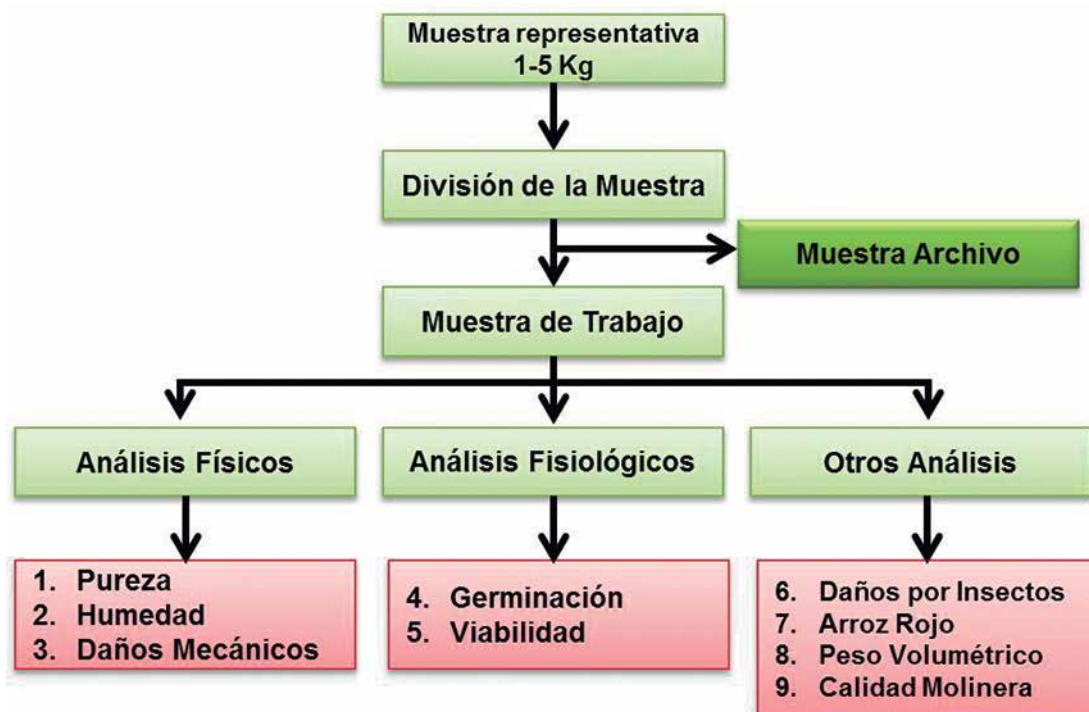 Muestra representativa
1-5 Kg
División de la Muestra
Muestra Archivo
Muestra de Trabajo
Análisis Físicos
Análisis Fisiológicos
Otros Análisis
1. Pureza
2. Humedad
3. Daños Mecánicos
4. Germinación
5. Viabilidad
6. Daños por Insectos
7. Arroz Rojo
8. Peso Volumétrico
9. Calidad Molinera